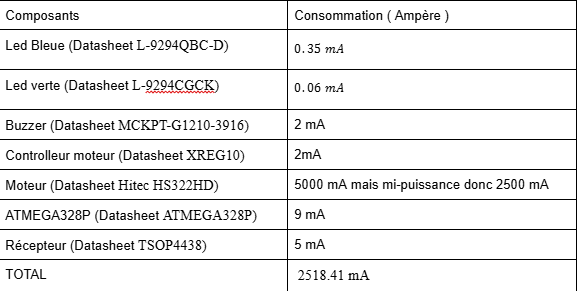 Composants Consommation ( Ampère )
Led Bleue (Datasheet L-9294QBC-D) 0.35 mA
Led verte (Datasheet L-9294CGCK) 0.06 mA
Buzzer (Datasheet MCKPT-G1210-3916) 2 mA
Controlleur moteur (Datasheet XREG10) 2mA
Moteur (Datasheet Hitec HS322HD) 5000 mA mais mi-puissance donc 2500 mA
ATMEGA328P (Datasheet ATMEGA328P) 9 mA
Récepteur (Datasheet TSOP4438) 5 mA
TOTAL 2518.41 mA